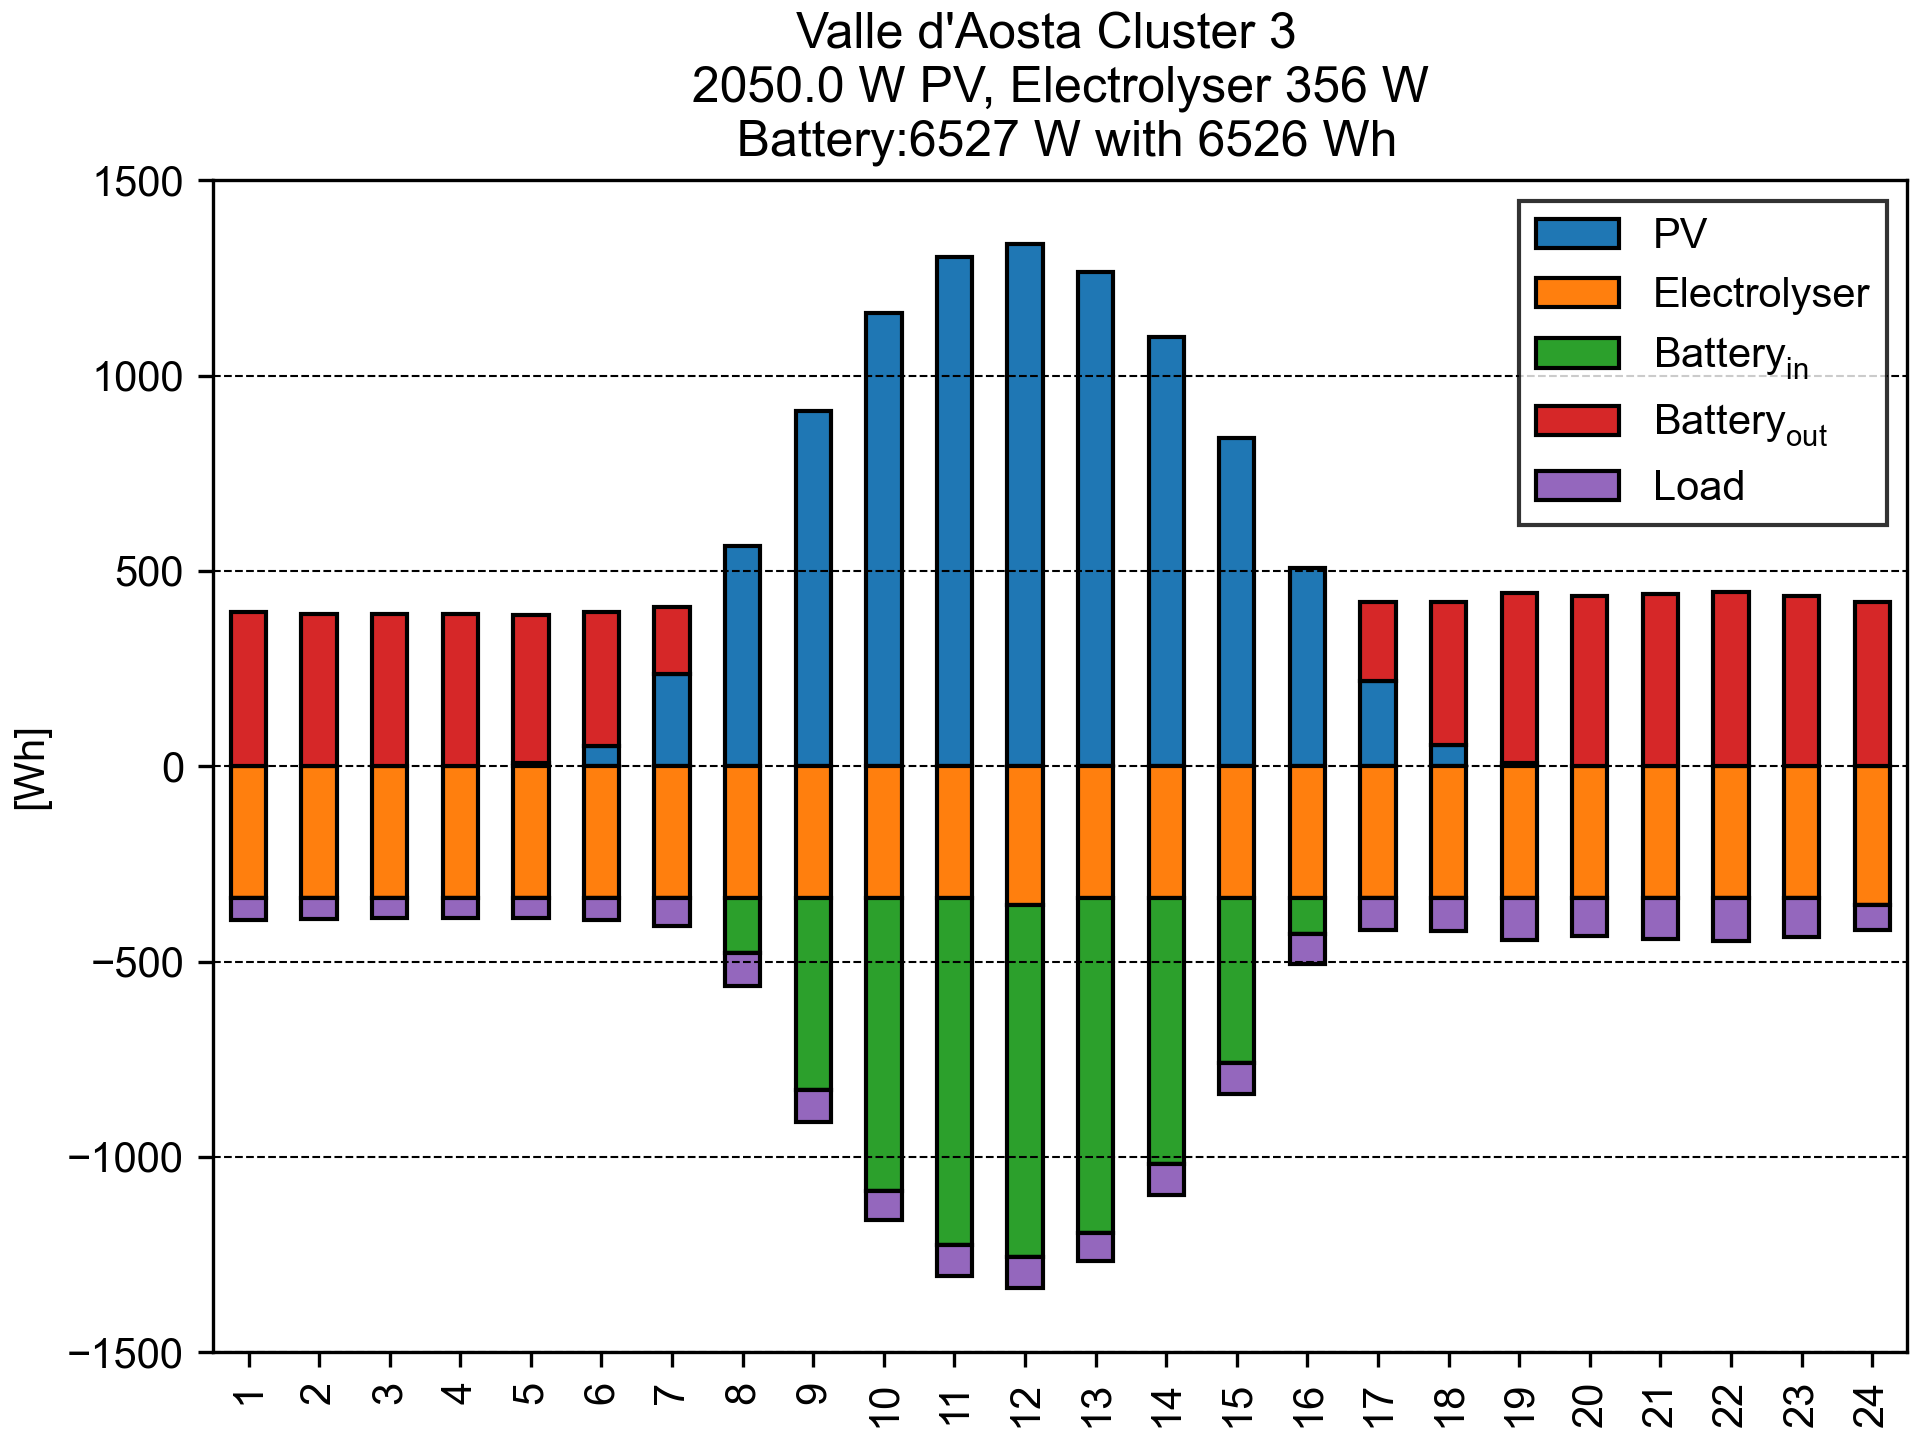 Valle d'Aosta Cluster 3
2050.0 W PV, Electrolyser 356 W
Battery:6527 W with 6526 Wh
1500
1000
500
0
−500
−1000
−1500
[Wh]
PV
Electrolyser
Battery_in
Battery_out
Load
1 2 3 4 5 6 7 8 9 10 11 12 13 14 15 16 17 18 19 20 21 22 23 24